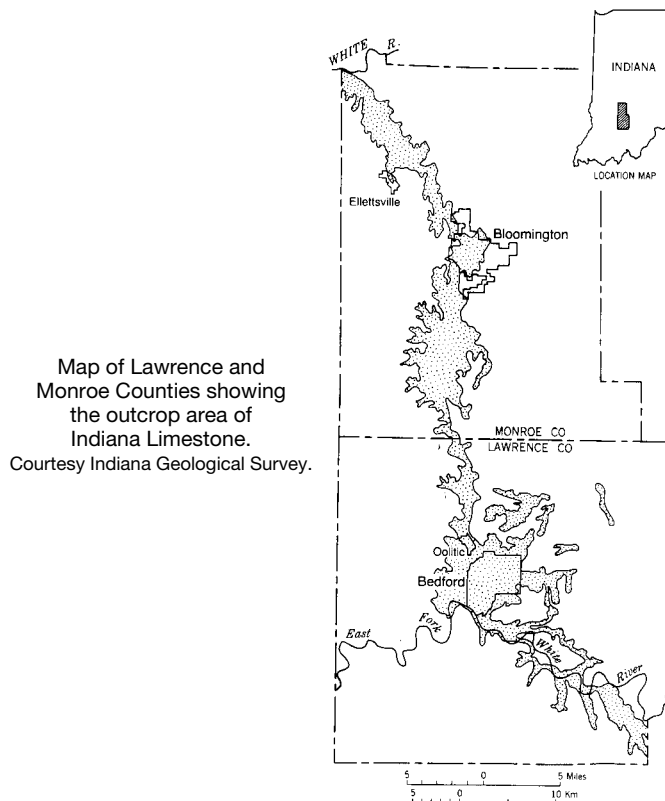 WHITE R.
INDIANA
LOCATION MAP
Ellettsville
Bloomington
Map of Lawrence and
Monroe Counties showing
the outcrop area of
Indiana Limestone.
Courtesy Indiana Geological Survey.
MONROE CO
LAWRENCE CO
Oolitic
Bedford
East Fork White River
5 0 5 Miles
5 0 10 Km